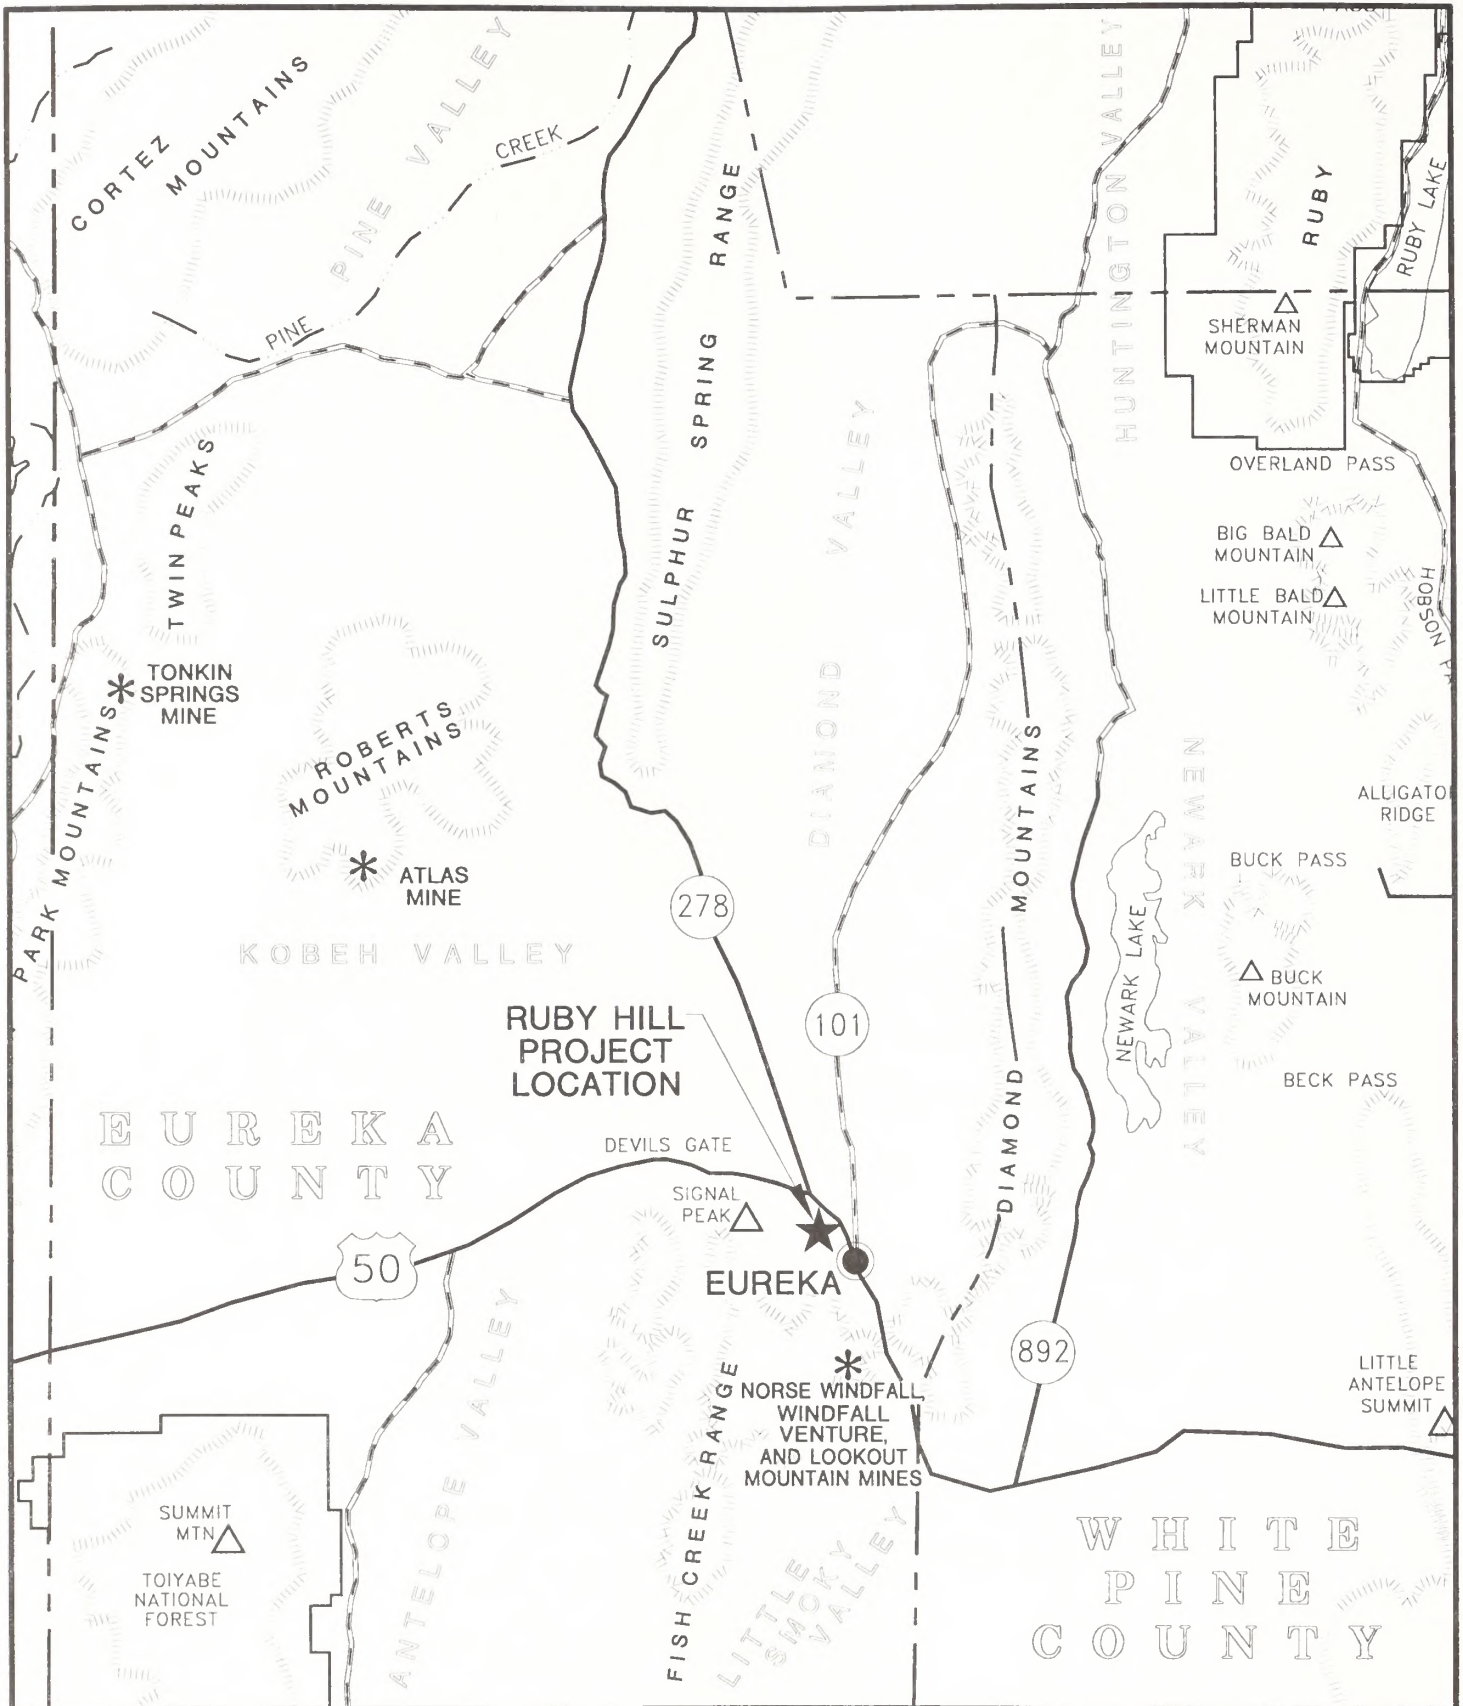 CORTEZ
MOUNTAINS
PINE VALLEY
CREEK
PINE
SULPHUR SPRING RANGE
HUNTINGTON VALLEY
RUBY
RUBY LAKE
SHERMAN
MOUNTAIN
OVERLAND PASS
BIG BALD
MOUNTAIN
LITTLE BALD
MOUNTAIN
HOBSON PA
TWIN PEAKS
TONKIN
SPRINGS
MINE
ROBERTS
MOUNTAINS
PARK MOUNTAINS
ATLAS
MINE
KOBEH VALLEY
DIAMOND VALLEY
DIAMOND MOUNTAINS
NEWARK VALLEY
NEWARK LAKE
ALLIGATO
RIDGE
BUCK PASS
BUCK
MOUNTAIN
BECK PASS
278
101
RUBY HILL
PROJECT
LOCATION
EUREKA
COUNTY
DEVILS GATE
SIGNAL
PEAK
50
EUREKA
892
LITTLE
ANTELOPE
SUMMIT
NORSE WINDFALL,
WINDFALL
VENTURE,
AND LOOKOUT
MOUNTAIN MINES
FISH CREEK RANGE
ANTELOPE VALLEY
LITTLE
SMOKY
VALLEY
SUMMIT
MTN
TOIYABE
NATIONAL
FOREST
WHITE
PINE
COUNTY